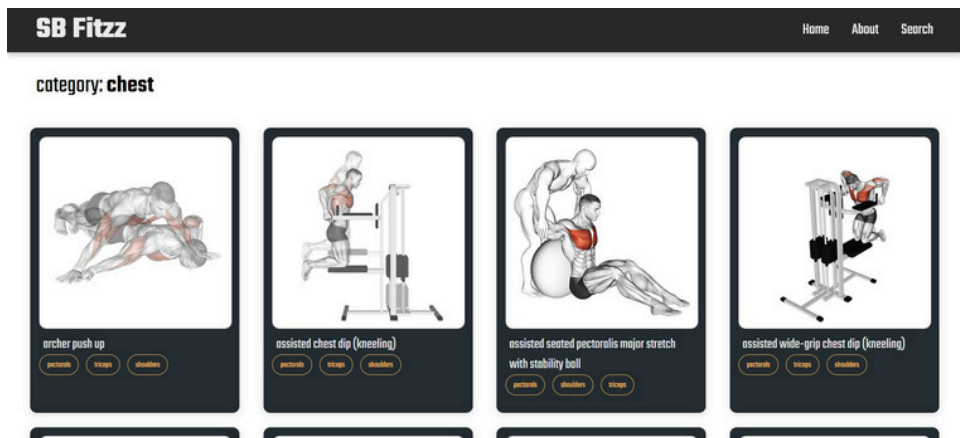 SB Fitzz
Home About Search
category: chest
archer push up
pectorals triceps shoulders
assisted chest dip (kneeling)
pectorals triceps shoulders
assisted seated pectoralis major stretch
with stability ball
pectorals shoulders triceps
assisted wide-grip chest dip (kneeling)
pectorals triceps shoulders